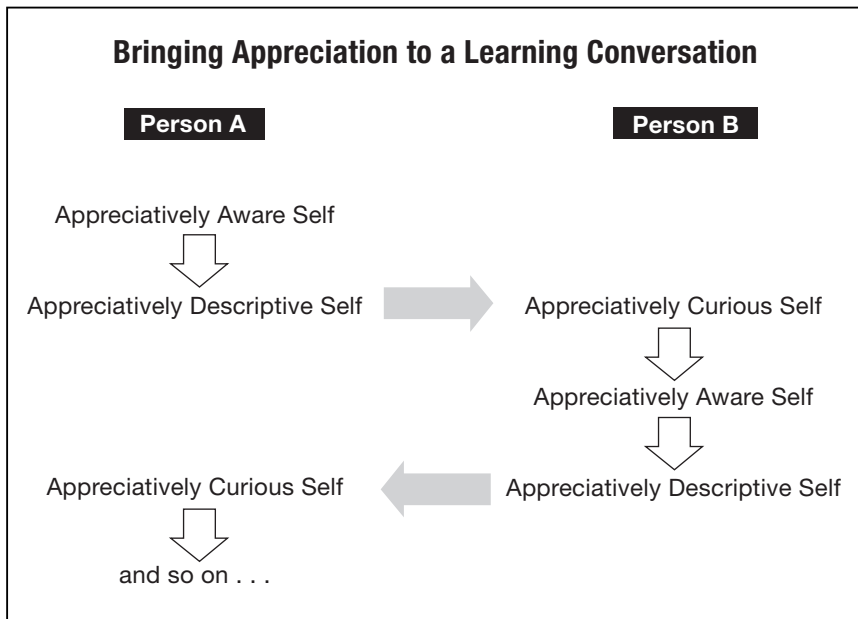 Bringing Appreciation to a Learning Conversation
Person A
Person B
Appreciatively Aware Self
Appreciatively Descriptive Self
Appreciatively Curious Self
Appreciatively Aware Self
Appreciatively Descriptive Self
Appreciatively Curious Self
and so on . . .